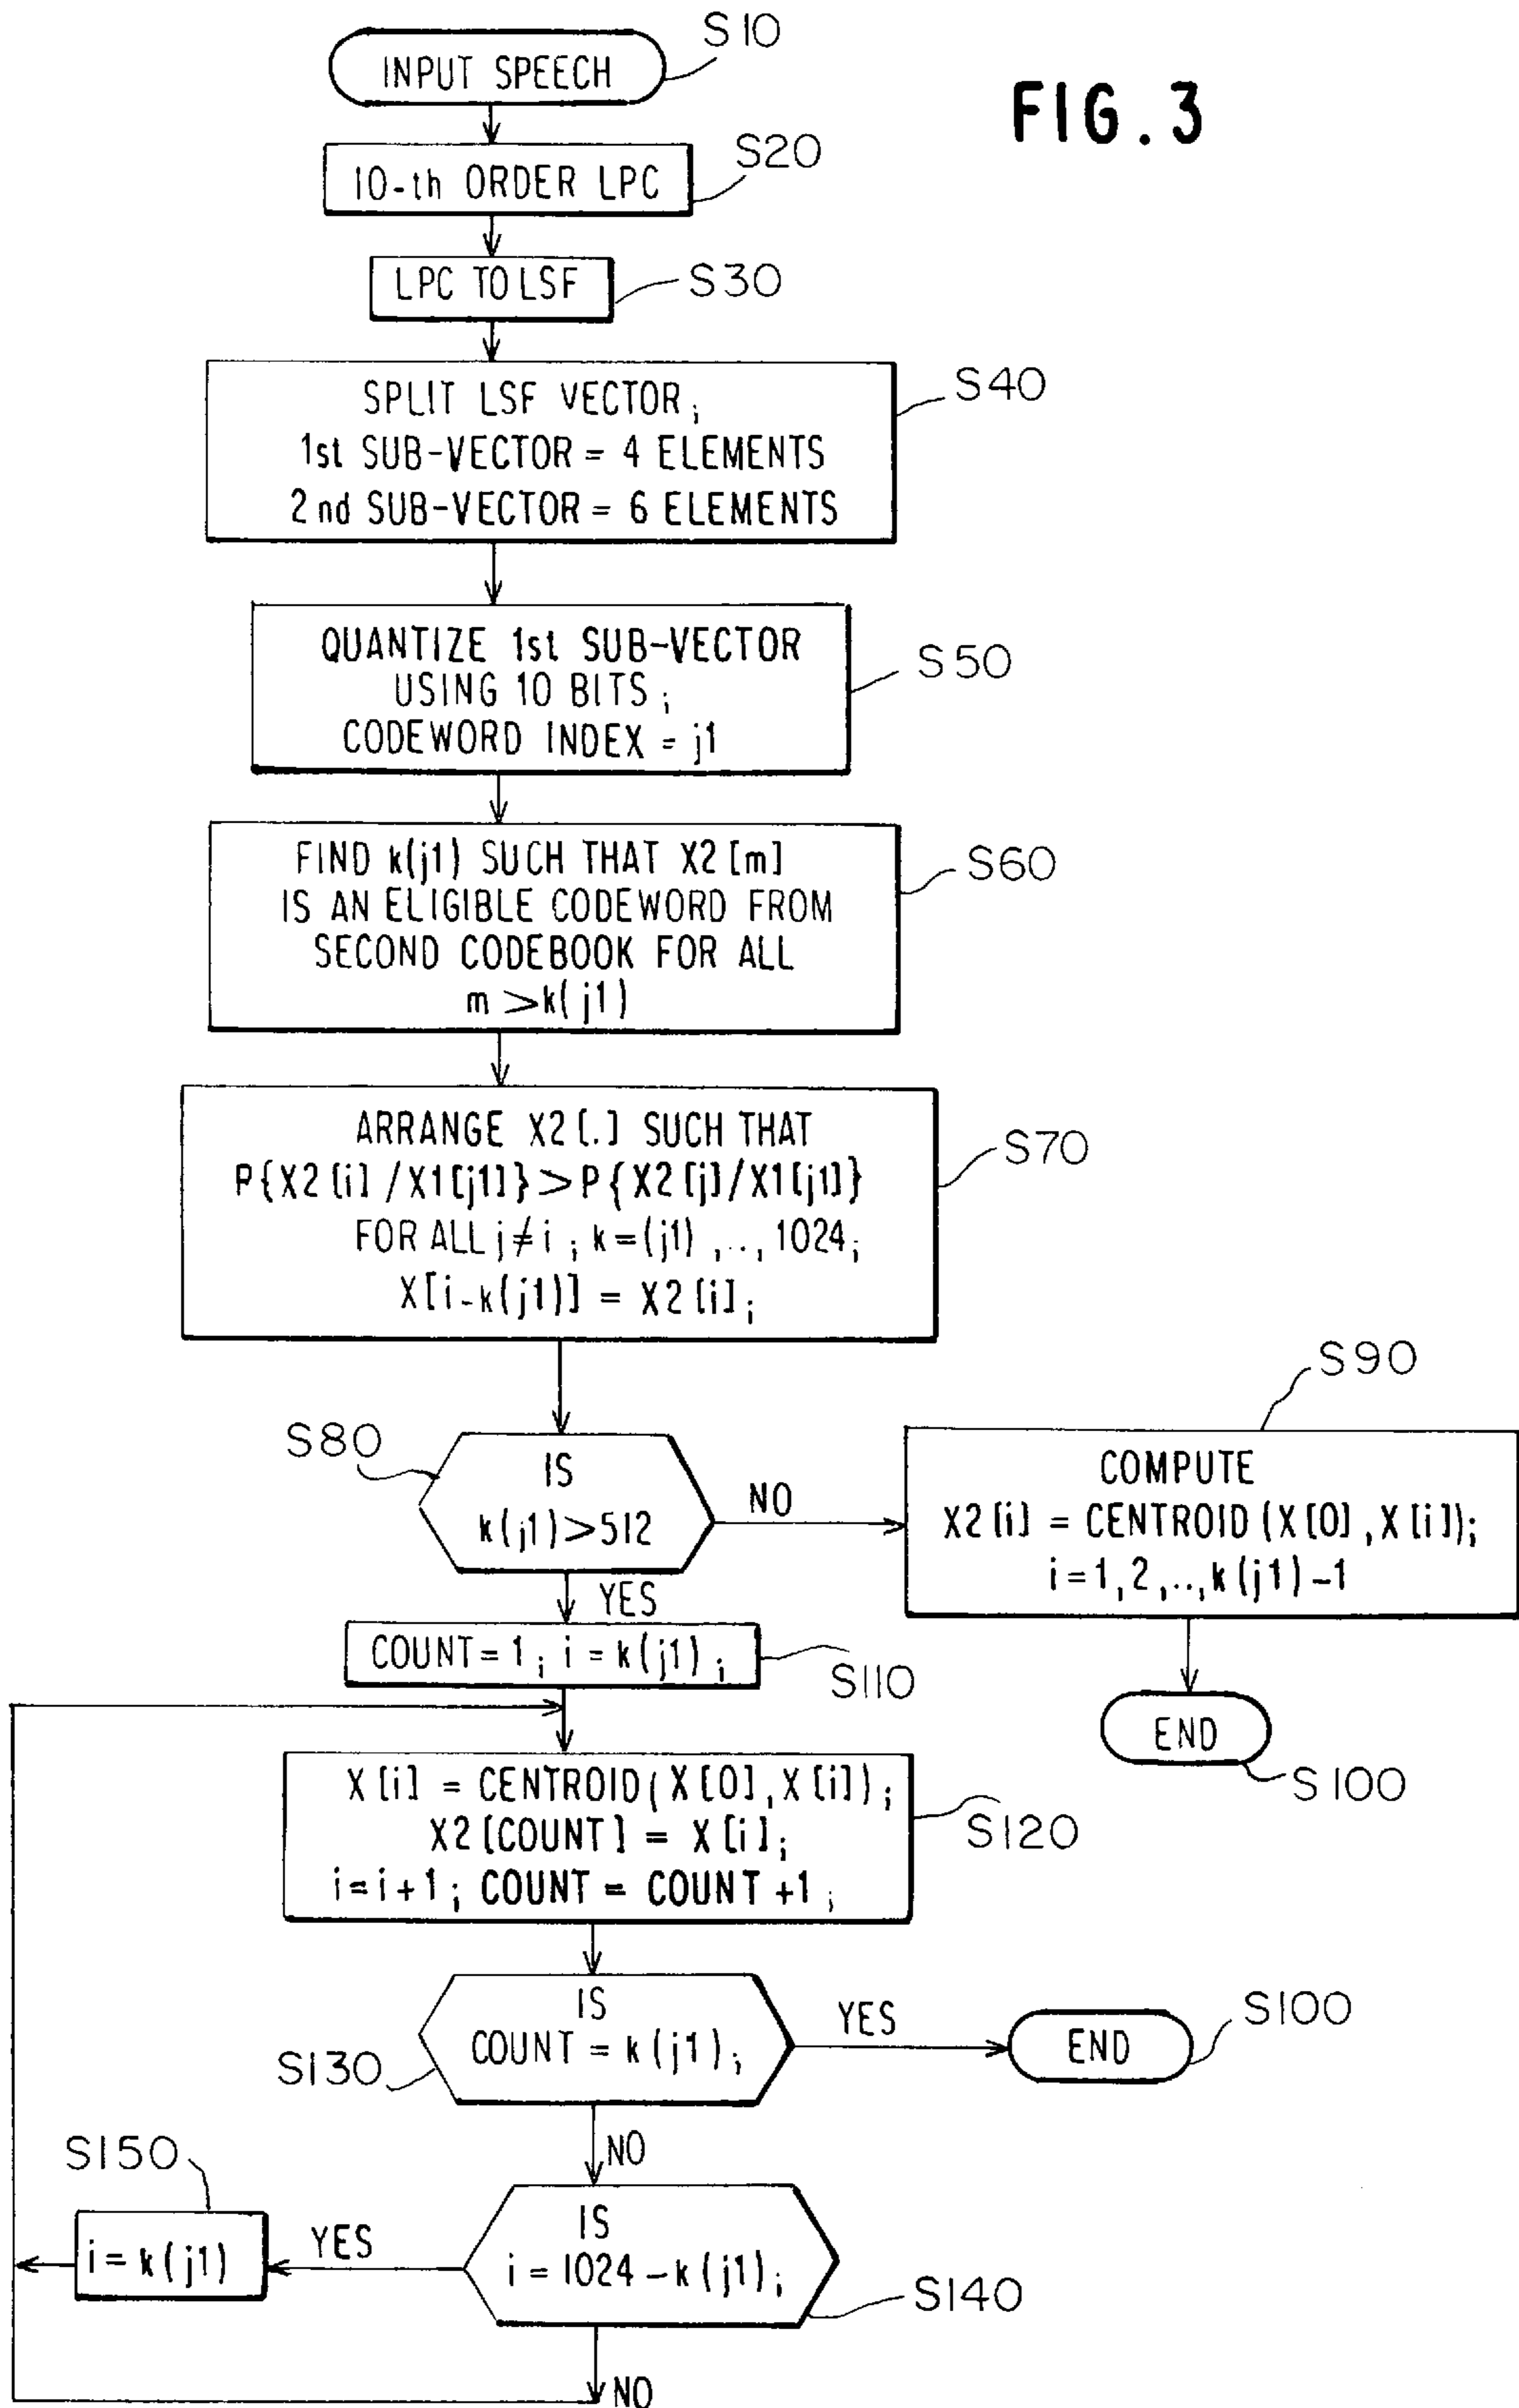 S10
INPUT SPEECH
FIG. 3
S20
10-th ORDER LPC
LPC TO LSF
S30
SPLIT LSF VECTOR;
1st SUB-VECTOR = 4 ELEMENTS
2nd SUB-VECTOR = 6 ELEMENTS
S40
QUANTIZE 1st SUB-VECTOR
USING 10 BITS;
CODEWORD INDEX = j1
S50
FIND k(j1) SUCH THAT X2[m]
IS AN ELIGIBLE CODEWORD FROM
SECOND CODEBOOK FOR ALL
m > k(j1)
S60
ARRANGE X2[.] SUCH THAT
P{X2[i]/X1[j1]} > P{X2[j]/X1[j1]}
FOR ALL j ≠ i; k = (j1),..,1024;
X[i-k(j1)] = X2[i];
S70
S80
IS
k(j1) > 512
NO
YES
S90
COMPUTE
X2[i] = CENTROID(X[0],X[i]);
i = 1,2,..,k(j1)-1
END
S100
COUNT = 1; i = k(j1);
S110
X[i] = CENTROID(X[0],X[i]);
X2[COUNT] = X[i];
i = i+1; COUNT = COUNT+1;
S120
IS
COUNT = k(j1);
S130
YES
END
S100
NO
IS
i = 1024 - k(j1);
S140
YES
S150
i = k(j1)
NO